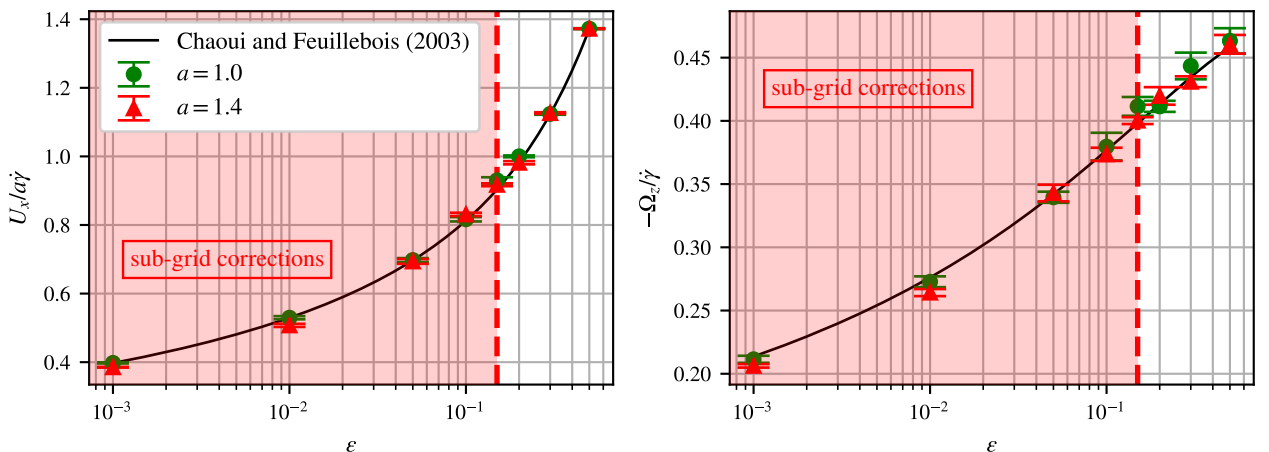 1.4
1.2
1.0
0.8
0.6
0.4
U_x/aγ̇
Chaoui and Feuillebois (2003)
a = 1.0
a = 1.4
sub-grid corrections
10⁻³
10⁻²
10⁻¹
ε
0.45
0.40
0.35
0.30
0.25
0.20
−Ω_z/γ̇
sub-grid corrections
10⁻³
10⁻²
10⁻¹
ε